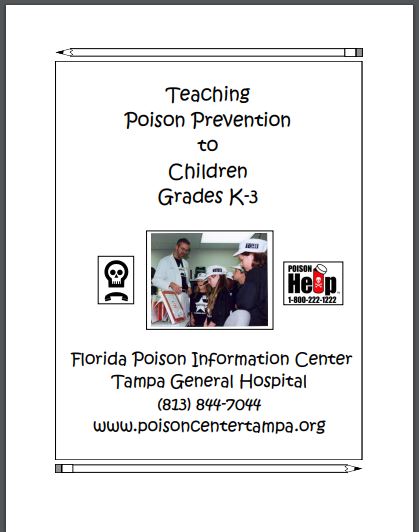 Teaching
Poison Prevention
to
Children
Grades K-3
POISON
Help
1-800-222-1222
Florida Poison Information Center
Tampa General Hospital
(813) 844-7044
www.poisoncentertampa.org